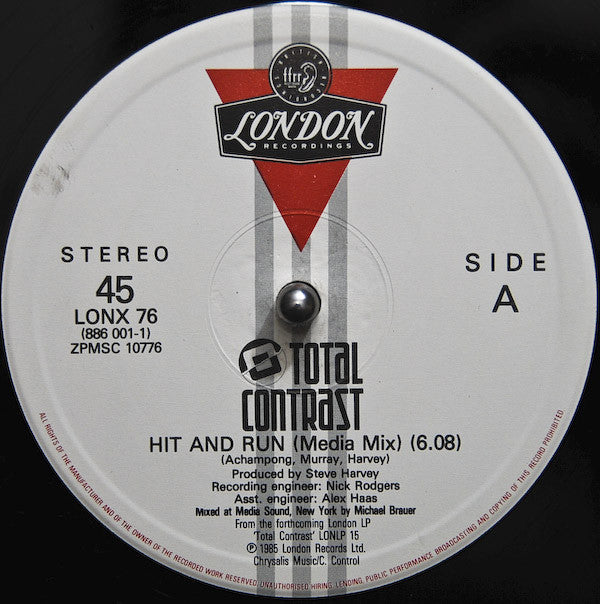 ffrr
LONDON
RECORDINGS
STEREO
45
LONX 76
(886 001-1)
ZPMSC 10776
SIDE
A
TOTAL
CONTRAST
HIT AND RUN (Media Mix) (6.08)
(Achampong, Murray, Harvey)
Produced by Steve Harvey
Recording engineer: Nick Rodgers
Asst. engineer: Alex Haas
Mixed at Media Sound, New York by Michael Brauer
From the forthcoming London LP
'Total Contrast' LONLP 15
Ⓟ 1985 London Records Ltd.
Chrysalis Music/C. Control
ALL RIGHTS OF THE MANUFACTURER AND OF THE OWNER OF THE RECORDED WORK RESERVED. UNAUTHORISED HIRING, LENDING, PUBLIC PERFORMANCE BROADCASTING AND COPYING OF THIS RECORD PROHIBITED.